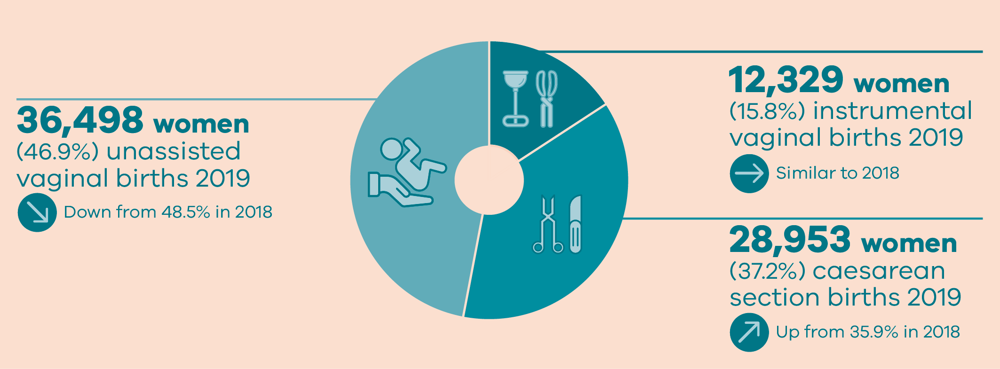 36,498 women
(46.9%) unassisted
vaginal births 2019
Down from 48.5% in 2018
12,329 women
(15.8%) instrumental
vaginal births 2019
Similar to 2018
28,953 women
(37.2%) caesarean
section births 2019
Up from 35.9% in 2018